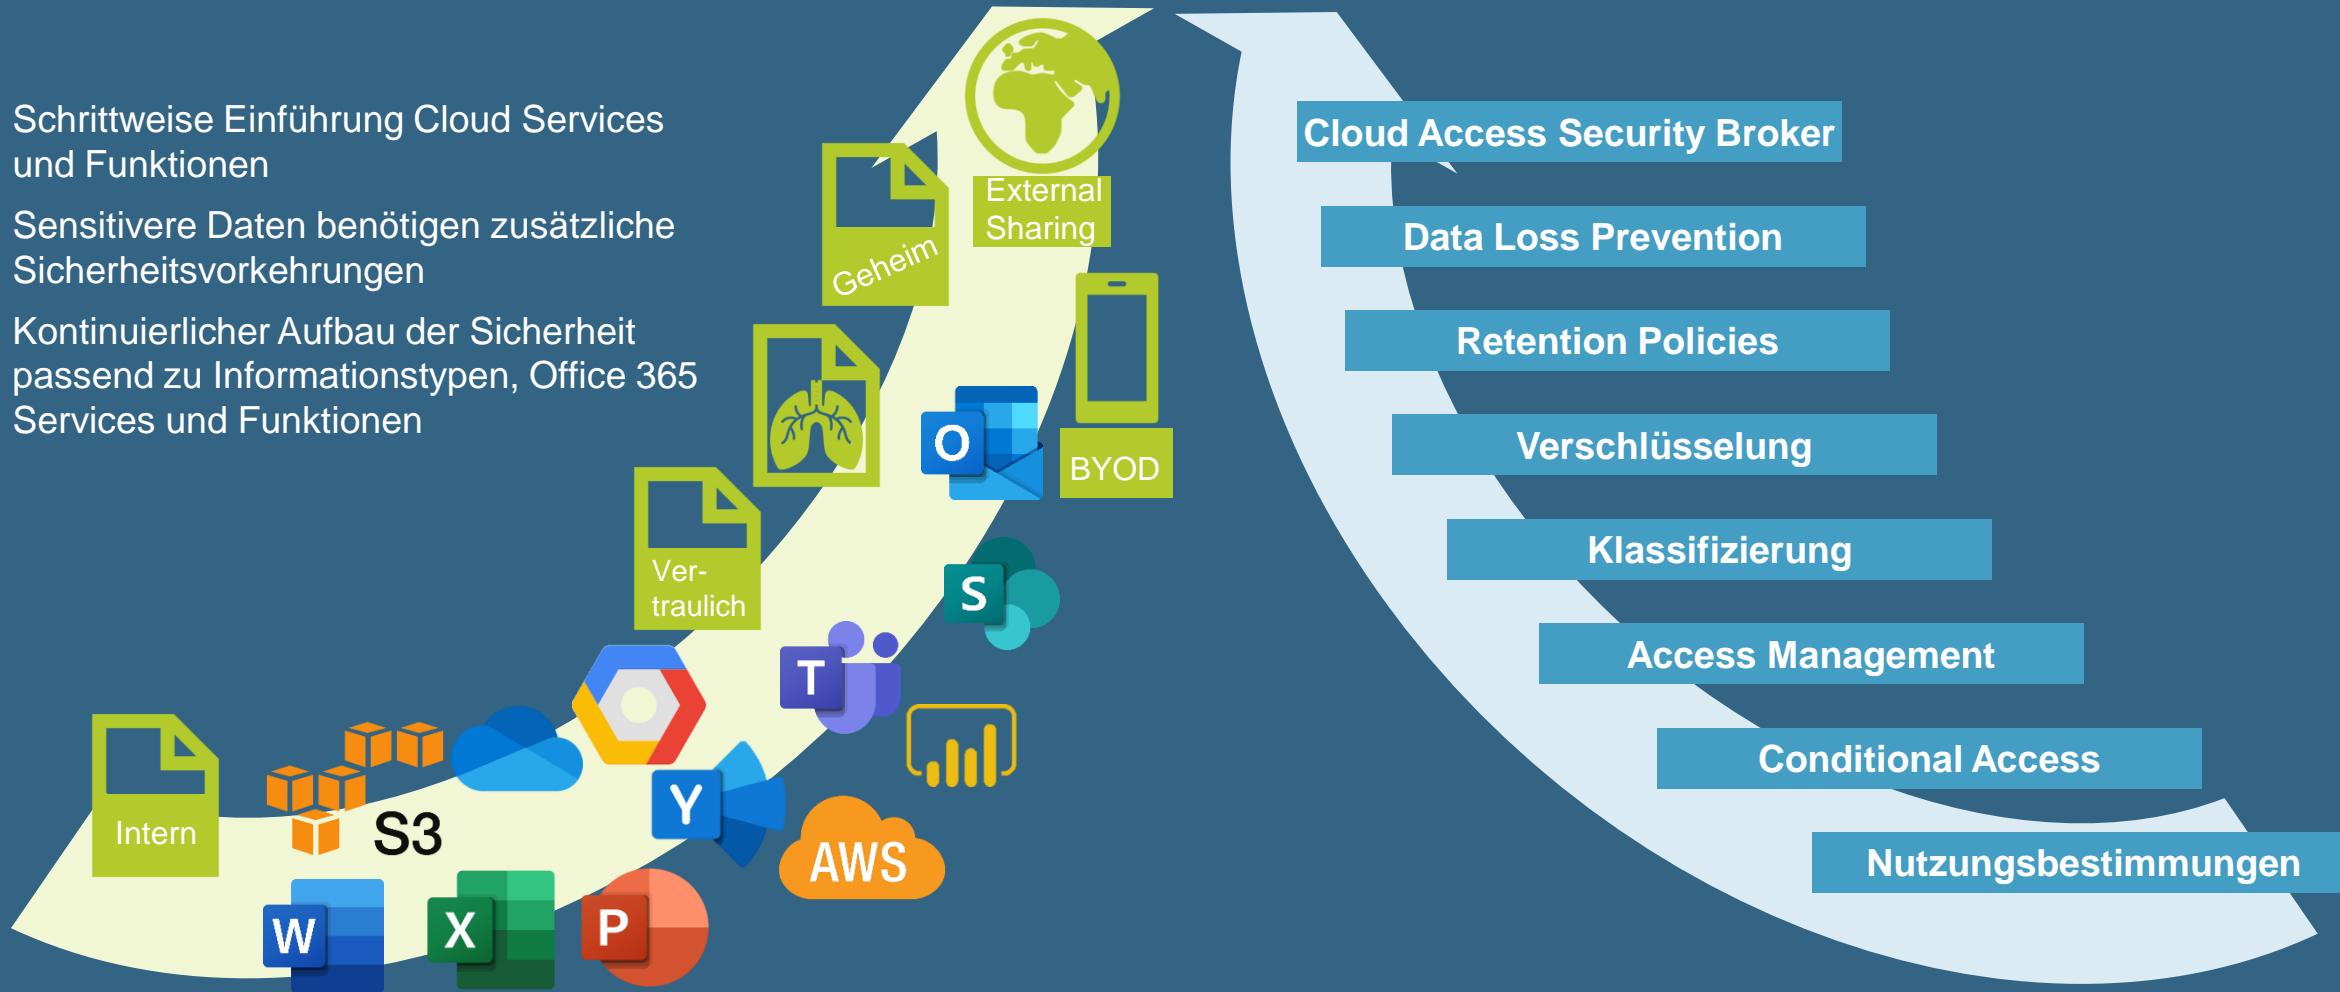 Schrittweise Einführung Cloud Services
und Funktionen
Sensitivere Daten benötigen zusätzliche
Sicherheitsvorkehrungen
Kontinuierlicher Aufbau der Sicherheit
passend zu Informationstypen, Office 365
Services und Funktionen
External
Sharing
Geheim
O
BYOD
Ver-
traulich
S
T
Intern
S3
Y
AWS
W
X
P
Cloud Access Security Broker
Data Loss Prevention
Retention Policies
Verschlüsselung
Klassifizierung
Access Management
Conditional Access
Nutzungsbestimmungen